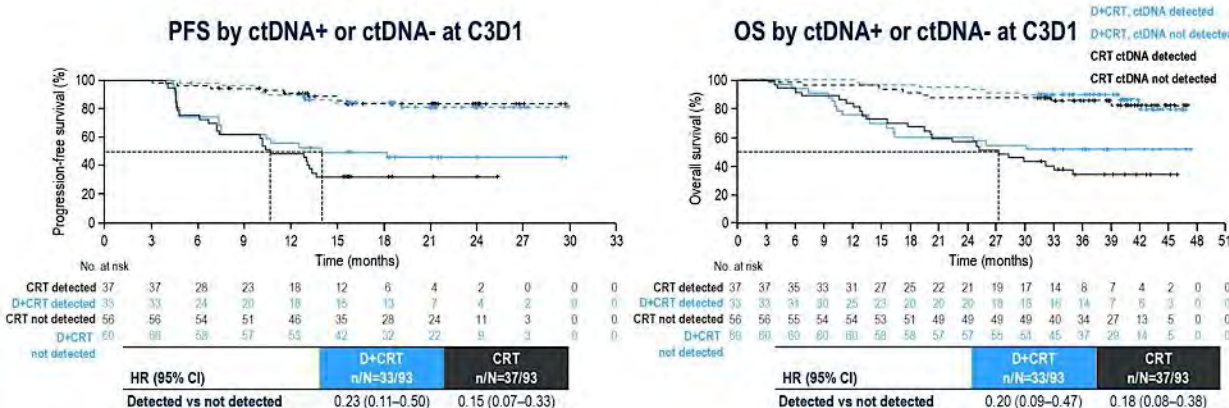 PFS by ctDNA+ or ctDNA- at C3D1
Progression-free survival (%)
100
80
60
40
20
0
0 3 6 9 12 15 18 21 24 27 30 33
Time (months)
No. at risk
CRT detected 37 37 28 23 18 12 6 4 2 0 0 0
D+CRT detected 33 33 24 20 18 15 13 7 4 2 0 0
CRT not detected 56 56 54 51 46 35 28 24 11 3 0 0
D+CRT not detected 60 58 57 53 42 32 22 9 3 0 0
HR (95% CI)
D+CRT n/N=33/93
CRT n/N=37/93
Detected vs not detected 0.23 (0.11–0.50) 0.15 (0.07–0.33)
OS by ctDNA+ or ctDNA- at C3D1
D+CRT, ctDNA detected
D+CRT, ctDNA not detected
CRT ctDNA detected
CRT ctDNA not detected
Overall survival (%)
100
80
60
40
20
0
0 3 6 9 12 15 18 21 24 27 30 33 36 39 42 45 48 51
Time (months)
No. at risk
CRT detected 37 37 35 33 31 27 25 22 21 19 17 14 8 7 4 2 0 0
D+CRT detected 33 33 31 30 25 23 20 20 20 18 18 16 14 7 3 0 0
CRT not detected 56 56 55 54 54 53 51 49 49 49 49 40 34 27 13 5 0 0
D+CRT not detected 60 60 60 60 58 58 57 57 45 37 14 5 0 0
HR (95% CI)
D+CRT n/N=33/93
CRT n/N=37/93
Detected vs not detected 0.20 (0.09–0.47) 0.18 (0.08–0.38)